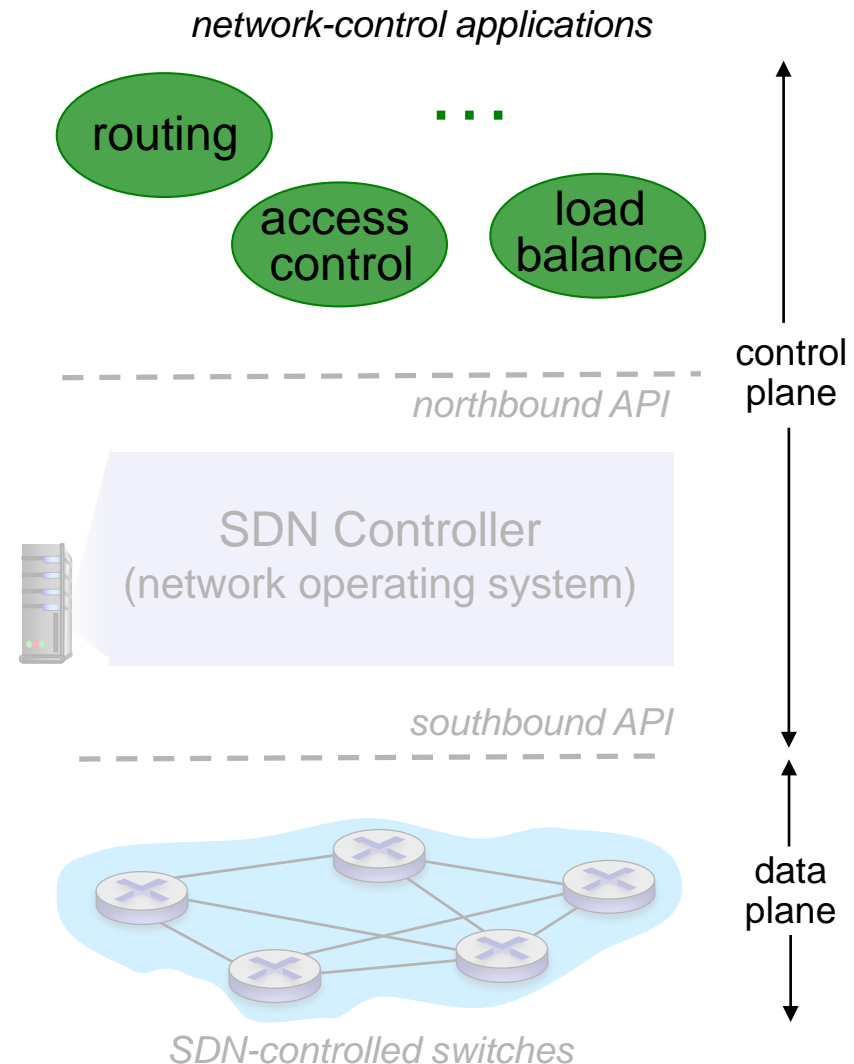 network-control applications
routing
...
access
control
load
balance
control
plane
northbound API
SDN Controller
(network operating system)
southbound API
data
plane
SDN-controlled switches